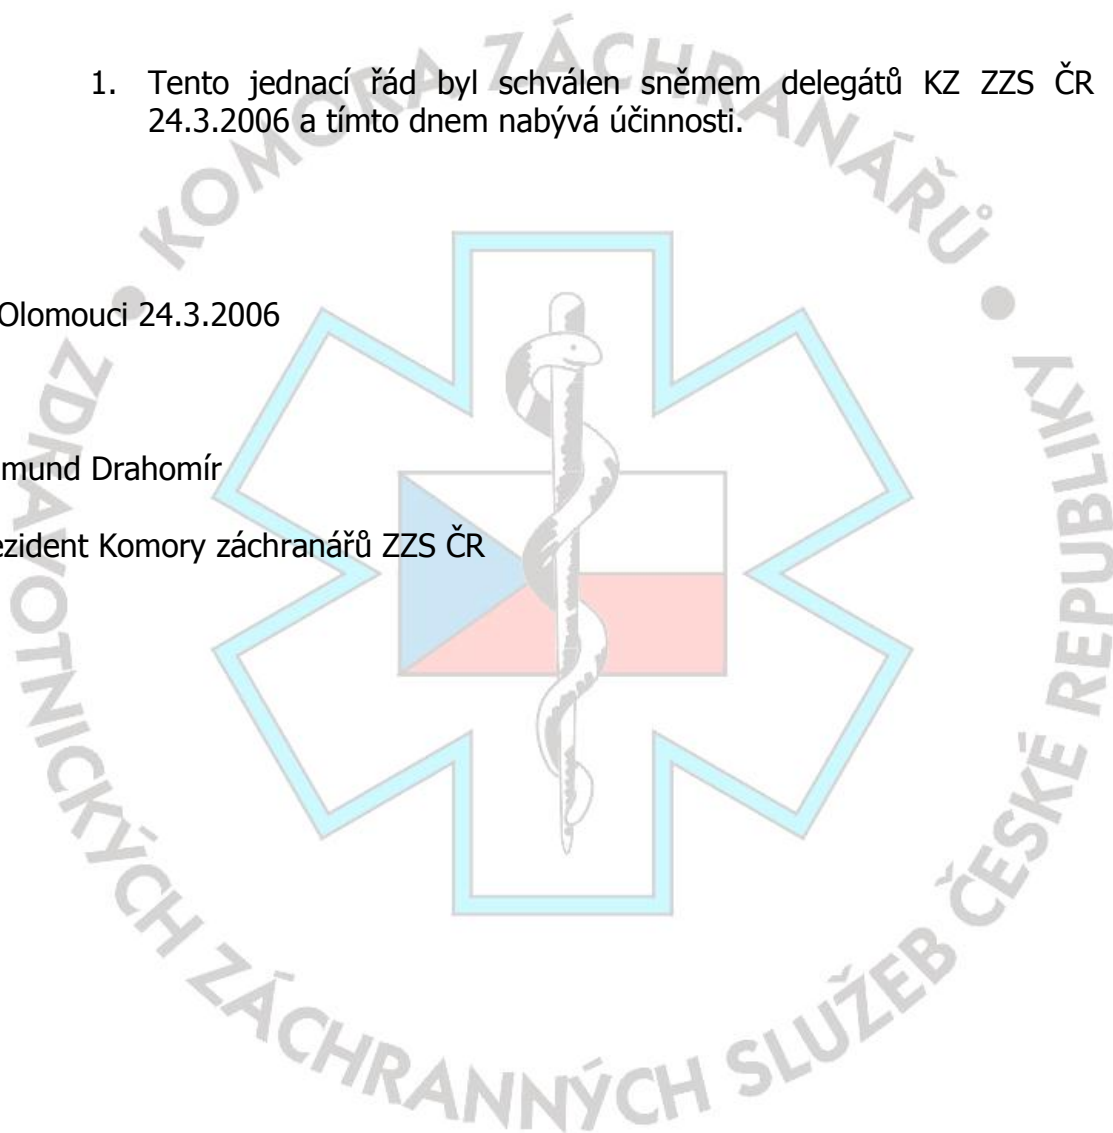 1. Tento jednací řád byl schválen sněmem delegátů KZ ZZS ČR
24.3.2006 a tímto dnem nabývá účinnosti.
Olomouci 24.3.2006
mund Drahomír
ezident Komory záchranářů ZZS ČR
• KOMORA ZÁCHRANÁŘŮ •
ZDRAVOTNICKÝCH ZÁCHRANNÝCH SLUŽEB ČESKÉ REPUBLIKY